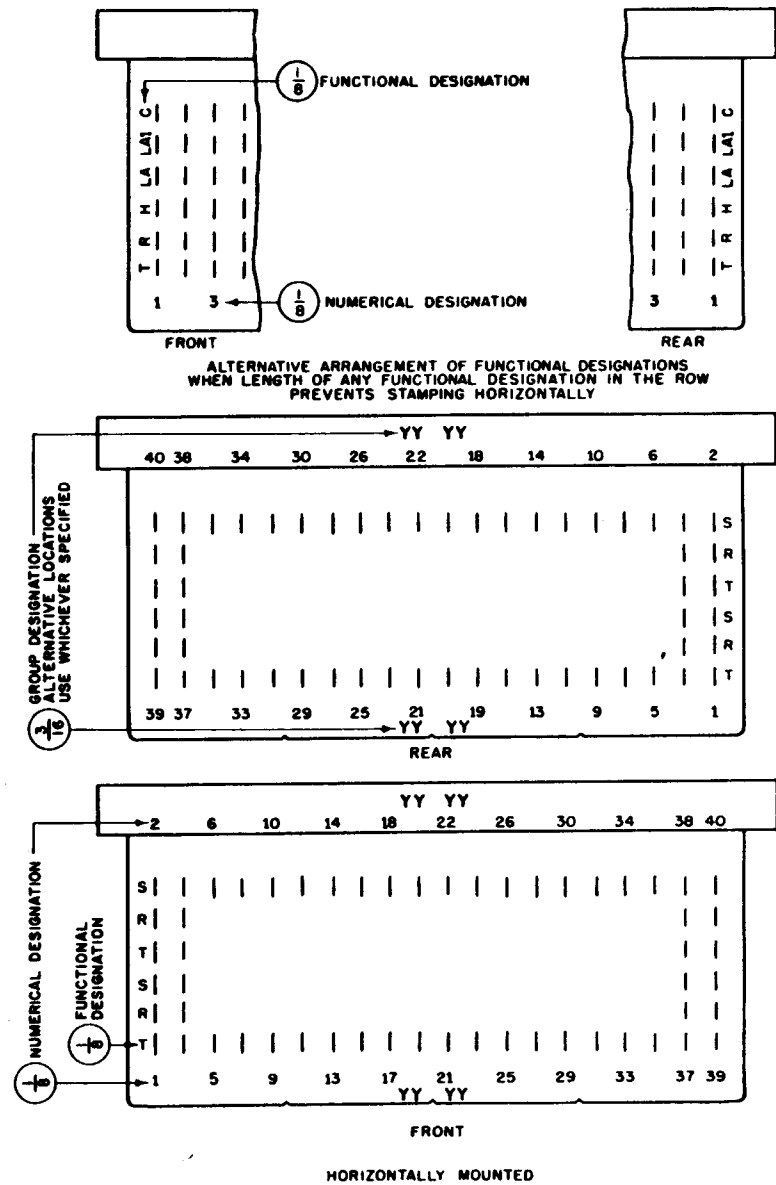 1/8 FUNCTIONAL DESIGNATION
C C
LA1 LA1
LA LA
H H
R R
T T
1 3 1/8 NUMERICAL DESIGNATION 3 1
FRONT REAR
ALTERNATIVE ARRANGEMENT OF FUNCTIONAL DESIGNATIONS
WHEN LENGTH OF ANY FUNCTIONAL DESIGNATION IN THE ROW
PREVENTS STAMPING HORIZONTALLY
YY YY
40 38 34 30 26 22 18 14 10 6 2
GROUP DESIGNATION
ALTERNATIVE LOCATIONS
USE WHICHEVER SPECIFIED
3/16
S
R
T
S
R
T
39 37 33 29 25 21 19 13 9 5 1
YY YY
REAR
YY YY
2 6 10 14 18 22 26 30 34 38 40
NUMERICAL DESIGNATION
1/8
FUNCTIONAL
DESIGNATION
1/8
S
R
T
S
R
T
1 5 9 13 17 21 25 29 33 37 39
YY YY
FRONT
HORIZONTALLY MOUNTED